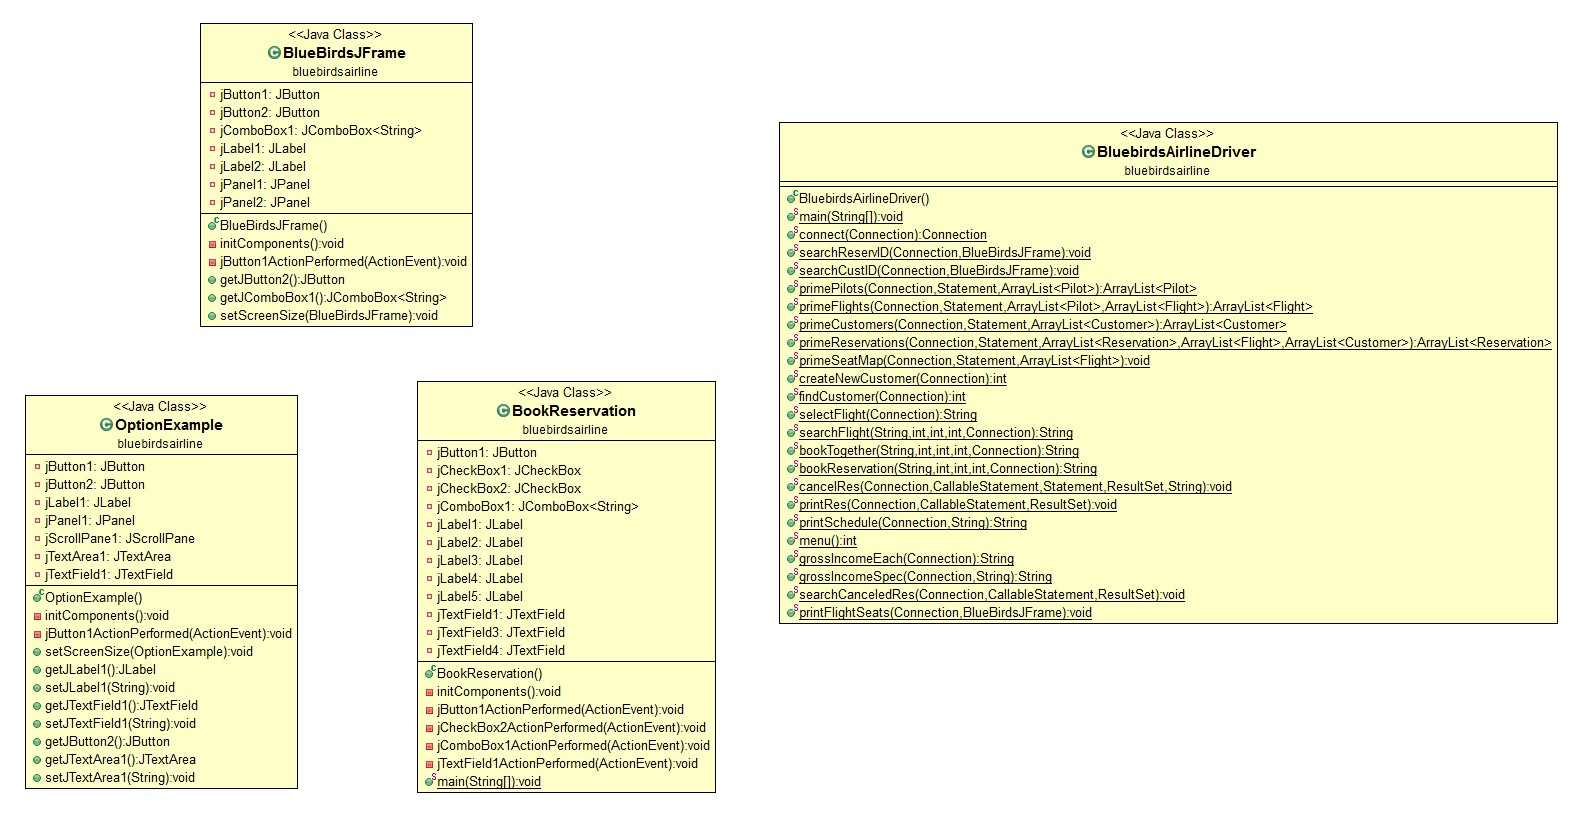 <<Java Class>>
BlueBirdsJFrame
bluebirdsairline
jButton1: JButton
jButton2: JButton
jComboBox1: JComboBox<String>
jLabel1: JLabel
jLabel2: JLabel
jPanel1: JPanel
jPanel2: JPanel
BlueBirdsJFrame()
initComponents():void
jButton1ActionPerformed(ActionEvent):void
getJButton2():JButton
getJComboBox1():JComboBox<String>
setScreenSize(BlueBirdsJFrame):void
<<Java Class>>
OptionExample
bluebirdsairline
jButton1: JButton
jButton2: JButton
jLabel1: JLabel
jPanel1: JPanel
jScrollPane1: JScrollPane
jTextArea1: JTextArea
jTextField1: JTextField
OptionExample()
initComponents():void
jButton1ActionPerformed(ActionEvent):void
setScreenSize(OptionExample):void
getJLabel1():JLabel
setJLabel1(String):void
getJTextField1():JTextField
setJTextField1(String):void
getJButton2():JButton
getJTextArea1():JTextArea
setJTextArea1(String):void
<<Java Class>>
BookReservation
bluebirdsairline
jButton1: JButton
jCheckBox1: JCheckBox
jCheckBox2: JCheckBox
jComboBox1: JComboBox<String>
jLabel1: JLabel
jLabel2: JLabel
jLabel3: JLabel
jLabel4: JLabel
jLabel5: JLabel
jTextField1: JTextField
jTextField3: JTextField
jTextField4: JTextField
BookReservation()
initComponents():void
jButton1ActionPerformed(ActionEvent):void
jCheckBox2ActionPerformed(ActionEvent):void
jComboBox1ActionPerformed(ActionEvent):void
jTextField1ActionPerformed(ActionEvent):void
main(String[]):void
<<Java Class>>
BluebirdsAirlineDriver
bluebirdsairline
BluebirdsAirlineDriver()
main(String[]):void
connect(Connection):Connection
searchReservID(Connection,BlueBirdsJFrame):void
searchCustID(Connection,BlueBirdsJFrame):void
primePilots(Connection,Statement,ArrayList<Pilot>):ArrayList<Pilot>
primeFlights(Connection,Statement,ArrayList<Pilot>,ArrayList<Flight>):ArrayList<Flight>
primeCustomers(Connection,Statement,ArrayList<Customer>):ArrayList<Customer>
primeReservations(Connection,Statement,ArrayList<Reservation>,ArrayList<Flight>,ArrayList<Customer>):ArrayList<Reservation>
primeSeatMap(Connection,Statement,ArrayList<Flight>):void
createNewCustomer(Connection):int
findCustomer(Connection):int
selectFlight(Connection):String
searchFlight(String,int,int,int,Connection):String
bookTogether(String,int,int,int,Connection):String
bookReservation(String,int,int,int,Connection):String
cancelRes(Connection,CallableStatement,Statement,ResultSet,String):void
printRes(Connection,CallableStatement,ResultSet):void
printSchedule(Connection,String):String
menu():int
grossIncomeEach(Connection):String
grossIncomeSpec(Connection,String):String
searchCanceledRes(Connection,CallableStatement,ResultSet):void
printFlightSeats(Connection,BlueBirdsJFrame):void